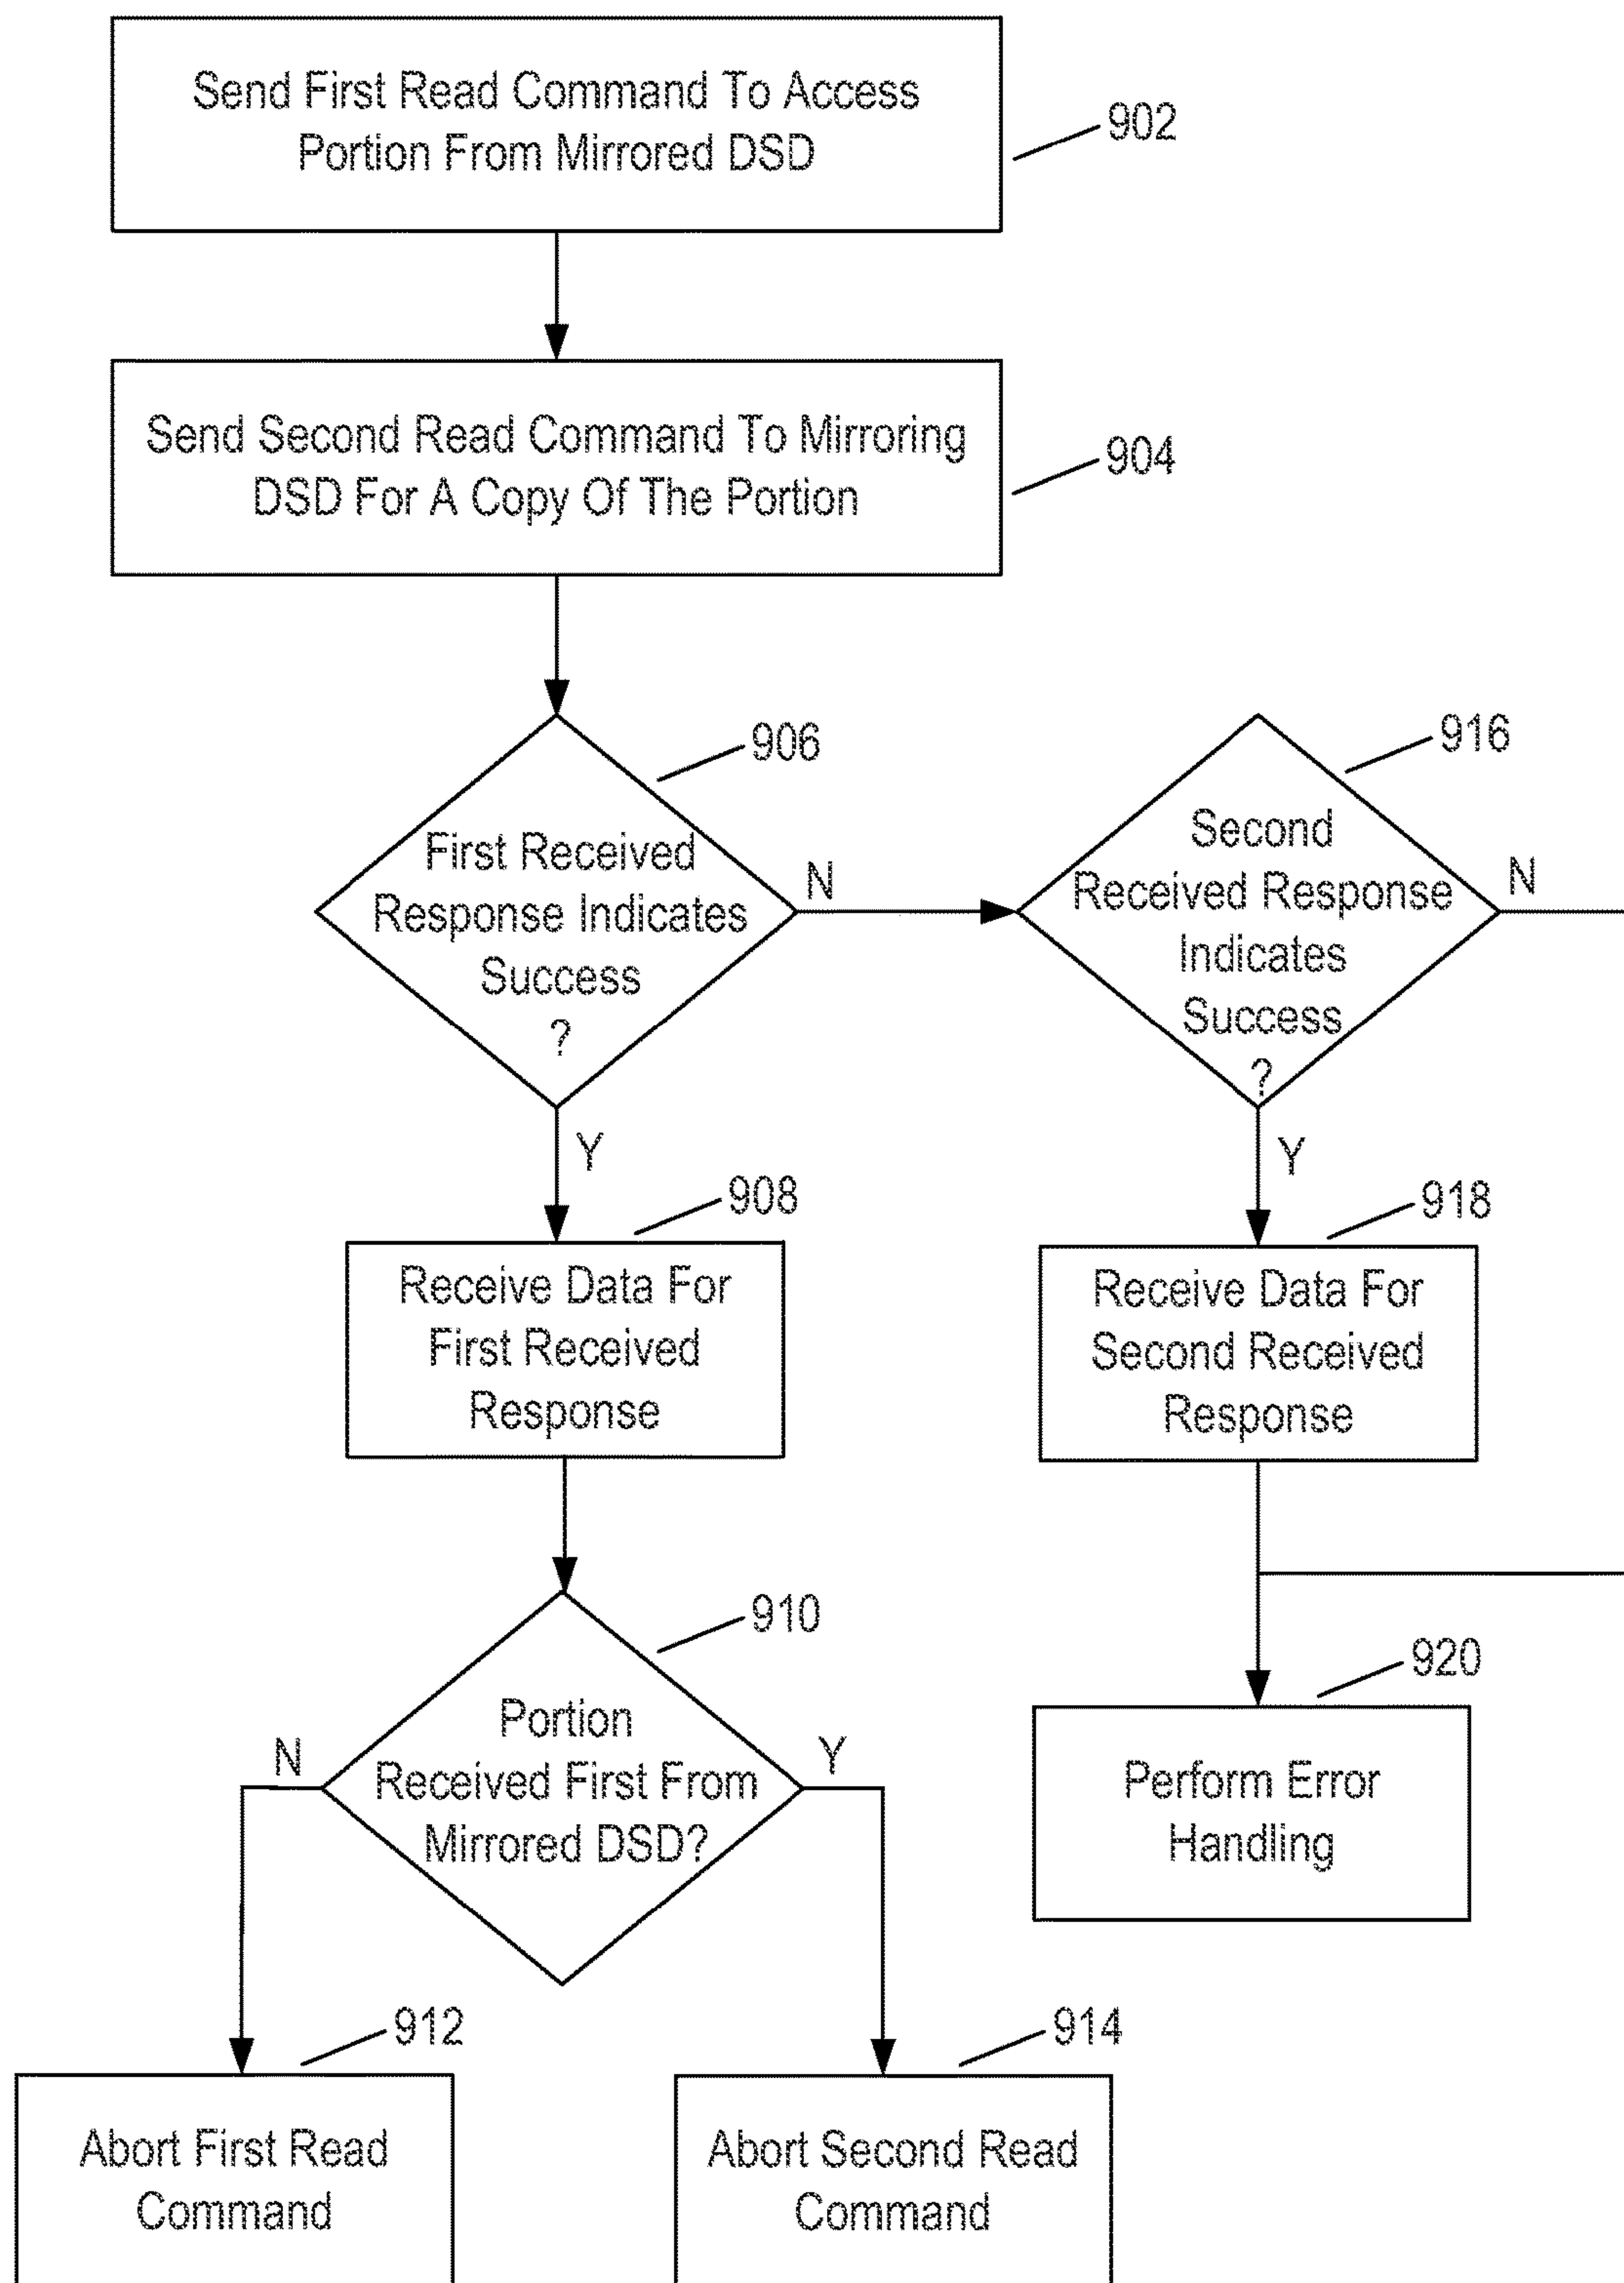 Send First Read Command To Access
Portion From Mirrored DSD
902
Send Second Read Command To Mirroring
DSD For A Copy Of The Portion
904
906
First Received
Response Indicates
Success
?
N
Y
916
Second
Received Response
Indicates
Success
?
N
Y
908
Receive Data For
First Received
Response
918
Receive Data For
Second Received
Response
910
Portion
Received First From
Mirrored DSD?
N
Y
920
Perform Error
Handling
912
Abort First Read
Command
914
Abort Second Read
Command